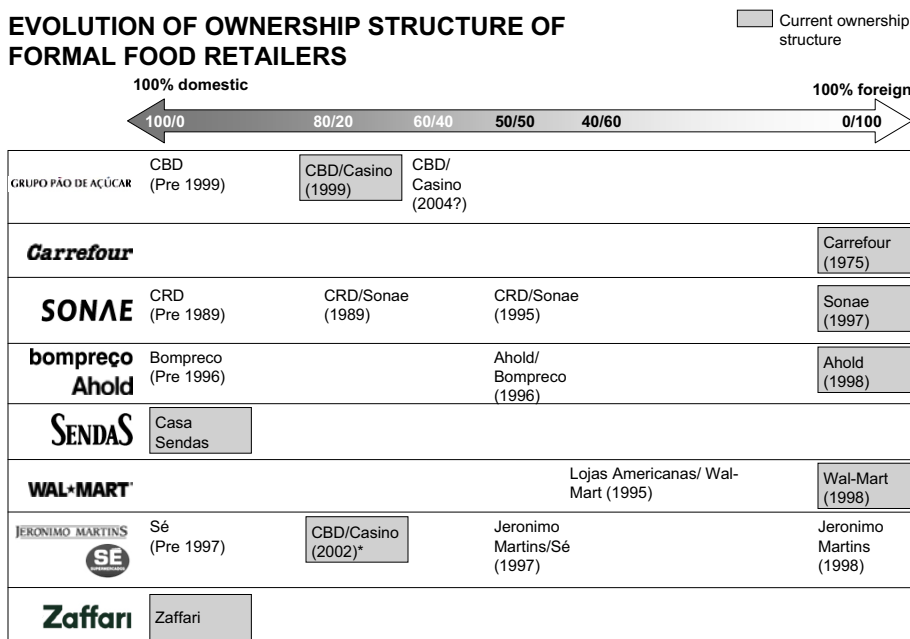 EVOLUTION OF OWNERSHIP STRUCTURE OF
FORMAL FOOD RETAILERS
Current ownership
structure
100% domestic
100% foreign
100/0 80/20 60/40 50/50 40/60 0/100
GRUPO PÃO DE AÇÚCAR
CBD
(Pre 1999)
CBD/Casino
(1999)
CBD/
Casino
(2004?)
Carrefour
Carrefour
(1975)
SONAE
CRD
(Pre 1989)
CRD/Sonae
(1989)
CRD/Sonae
(1995)
Sonae
(1997)
bompreço
Ahold
Bompreco
(Pre 1996)
Ahold/
Bompreco
(1996)
Ahold
(1998)
SENDAS
Casa
Sendas
WAL★MART
Lojas Americanas/ Wal-
Mart (1995)
Wal-Mart
(1998)
JERONIMO MARTINS
SÉ
SUPERMERCADOS
Sé
(Pre 1997)
CBD/Casino
(2002)*
Jeronimo
Martins/Sé
(1997)
Jeronimo
Martins
(1998)
Zaffari
Zaffari